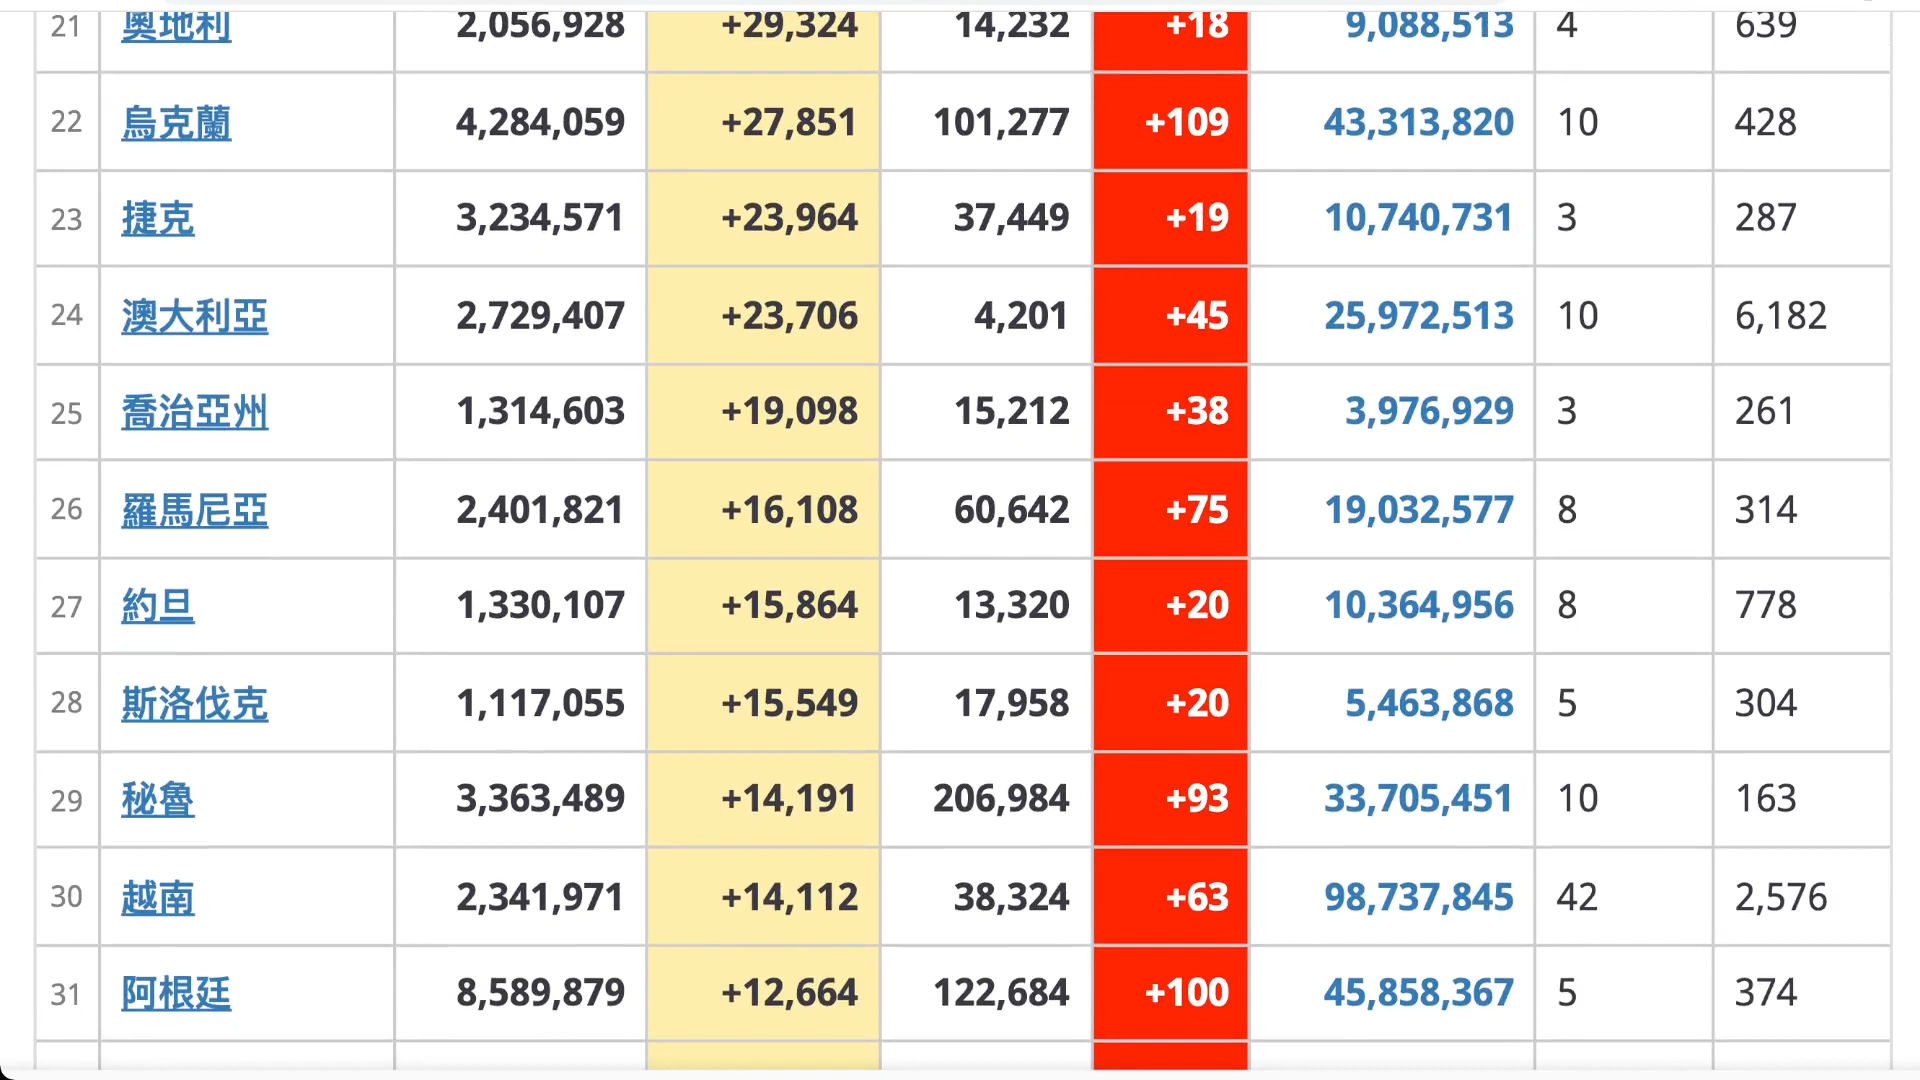 21 奧地利 2,056,928 +29,324 14,232 +18 9,088,513 4 639
22 烏克蘭 4,284,059 +27,851 101,277 +109 43,313,820 10 428
23 捷克 3,234,571 +23,964 37,449 +19 10,740,731 3 287
24 澳大利亞 2,729,407 +23,706 4,201 +45 25,972,513 10 6,182
25 喬治亞州 1,314,603 +19,098 15,212 +38 3,976,929 3 261
26 羅馬尼亞 2,401,821 +16,108 60,642 +75 19,032,577 8 314
27 約旦 1,330,107 +15,864 13,320 +20 10,364,956 8 778
28 斯洛伐克 1,117,055 +15,549 17,958 +20 5,463,868 5 304
29 秘魯 3,363,489 +14,191 206,984 +93 33,705,451 10 163
30 越南 2,341,971 +14,112 38,324 +63 98,737,845 42 2,576
31 阿根廷 8,589,879 +12,664 122,684 +100 45,858,367 5 374